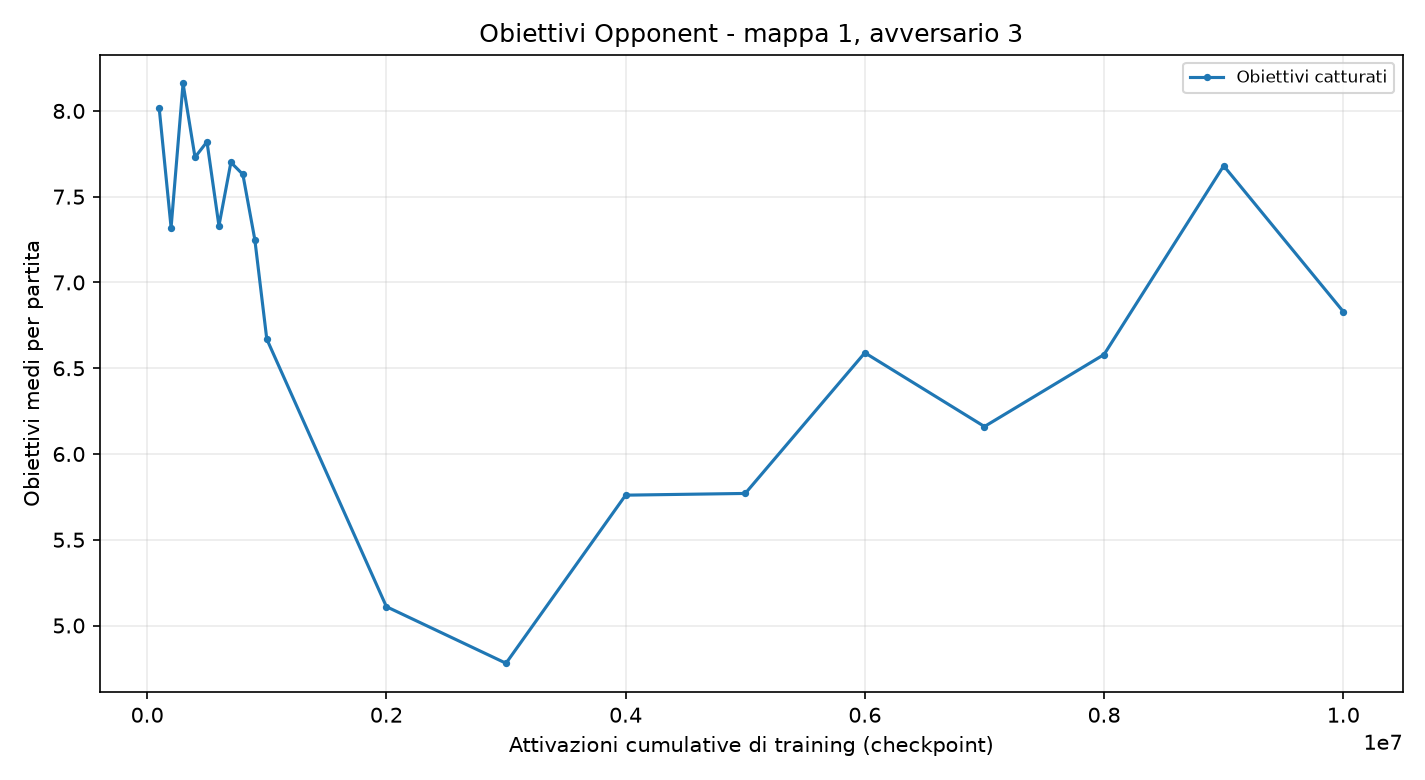 Obiettivi Opponent - mappa 1, avversario 3
Obiettivi catturati
Obiettivi medi per partita
8.0
7.5
7.0
6.5
6.0
5.5
5.0
0.0 0.2 0.4 0.6 0.8 1.0
1e7
Attivazioni cumulative di training (checkpoint)